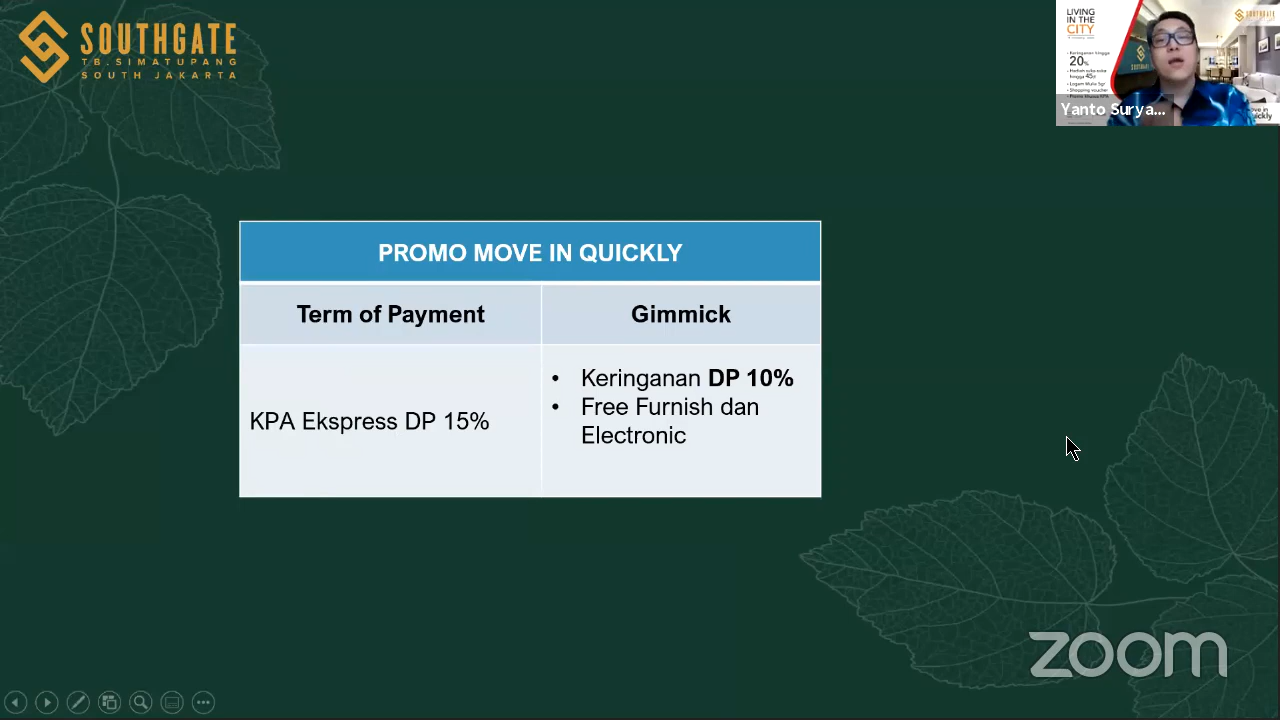 SOUTHGATE
TB.SIMATUPANG
SOUTH JAKARTA
LIVING
IN THE
CITY
20%
Yanto Surya...
PROMO MOVE IN QUICKLY
Term of Payment
Gimmick
KPA Ekspress DP 15%
• Keringanan DP 10%
• Free Furnish dan
Electronic
zoom